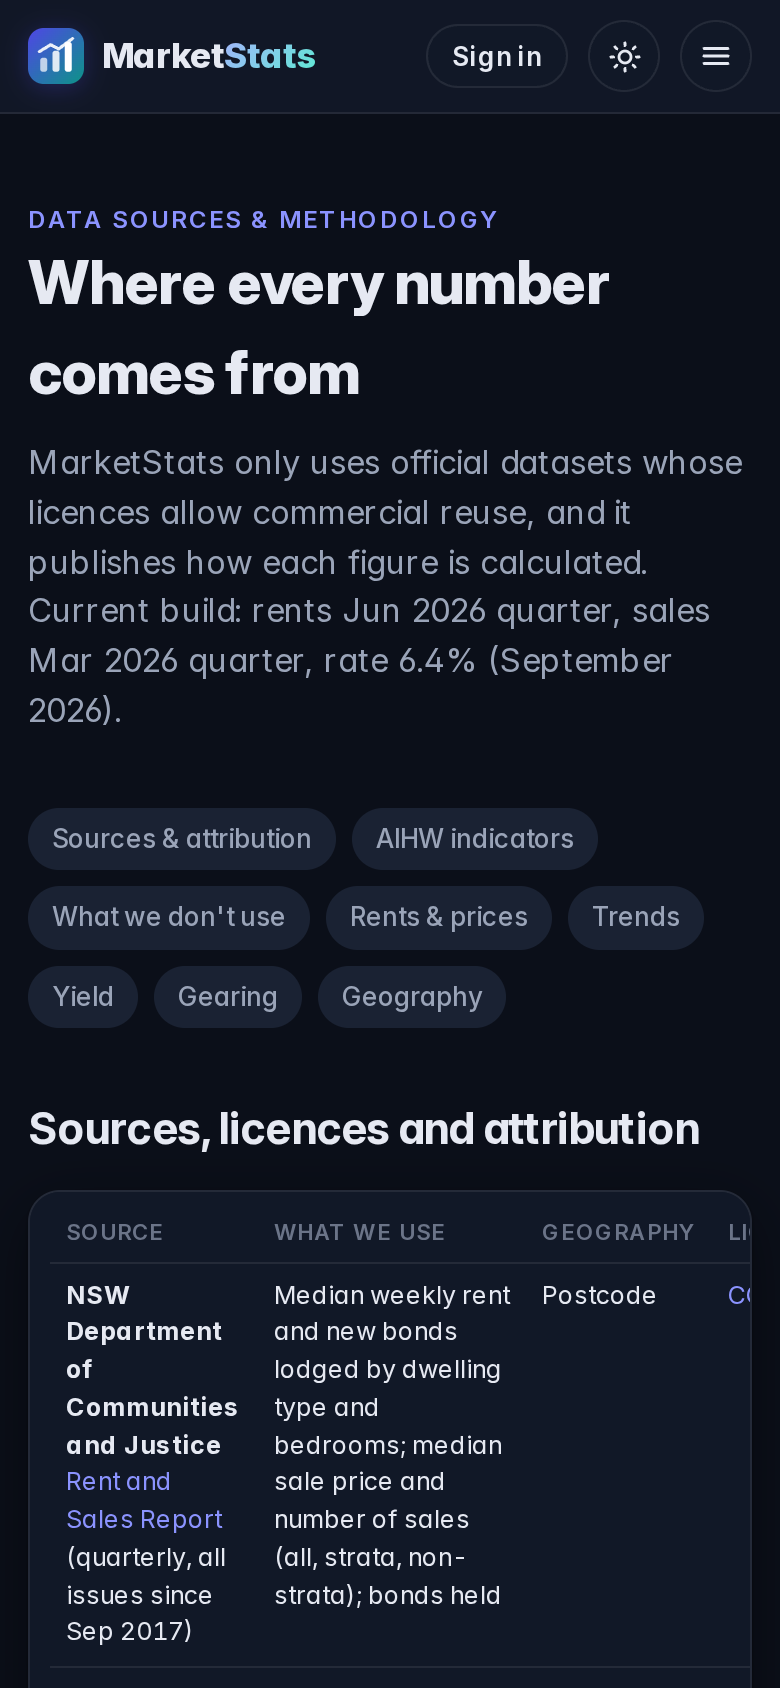 MarketStats
Sign in
DATA SOURCES & METHODOLOGY
Where every number
comes from
MarketStats only uses official datasets whose
licences allow commercial reuse, and it
publishes how each figure is calculated.
Current build: rents Jun 2026 quarter, sales
Mar 2026 quarter, rate 6.4% (September
2026).
Sources & attribution
AIHW indicators
What we don't use
Rents & prices
Trends
Yield
Gearing
Geography
Sources, licences and attribution
SOURCE WHAT WE USE GEOGRAPHY
NSW
Department
of
Communities
and Justice
Rent and
Sales Report
(quarterly, all
issues since
Sep 2017)
Median weekly rent
and new bonds
lodged by dwelling
type and
bedrooms; median
sale price and
number of sales
(all, strata, non-
strata); bonds held
Postcode